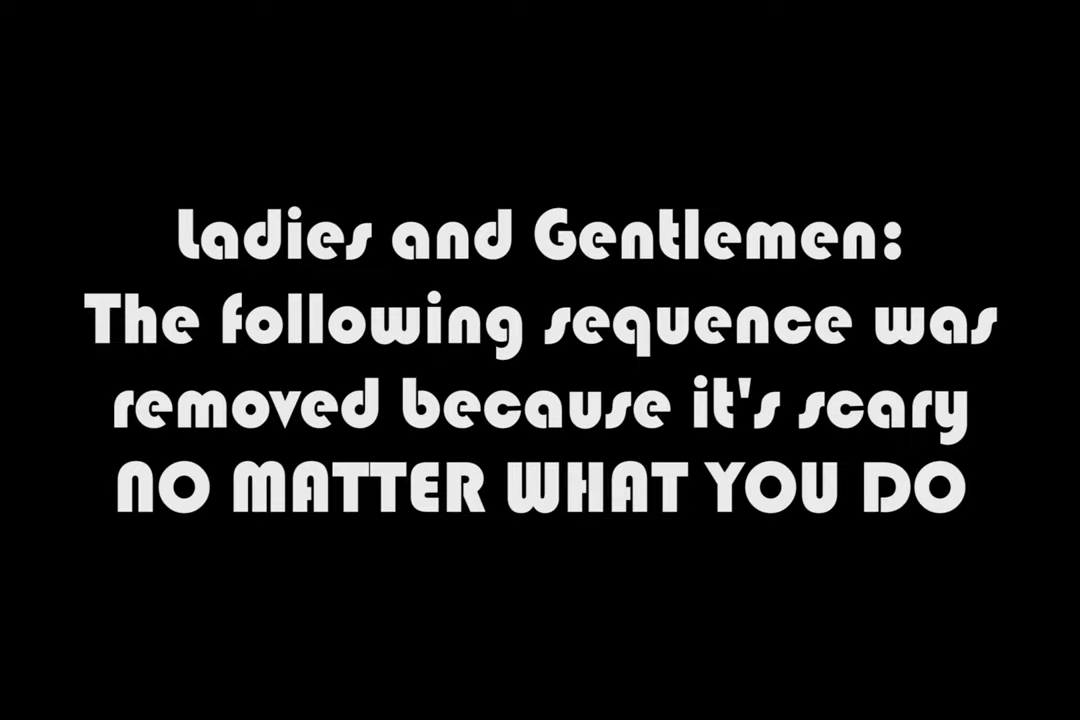 Ladies and Gentlemen:
The following sequence was
removed because it's scary
NO MATTER WHAT YOU DO